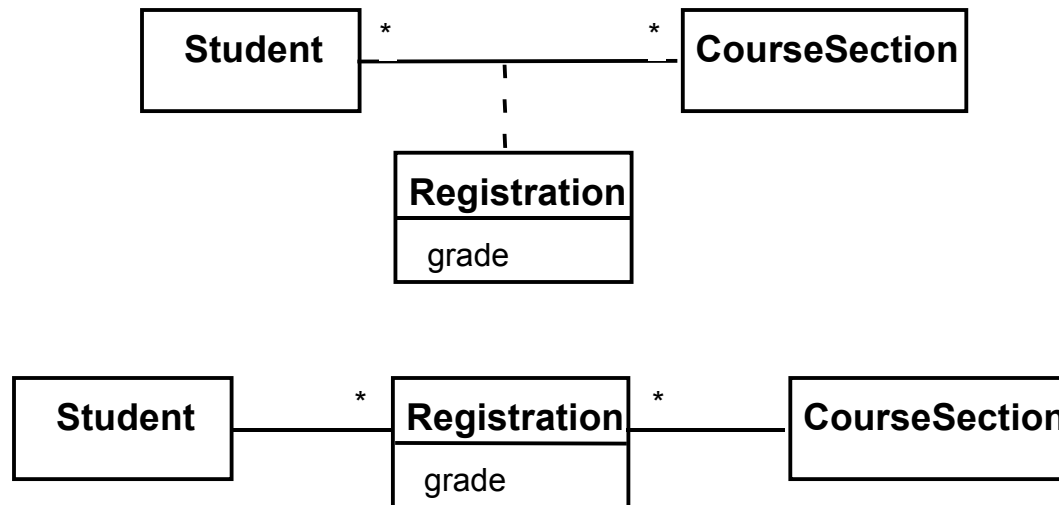 * *
Student CourseSection
Registration
grade
* *
Student Registration CourseSection
grade